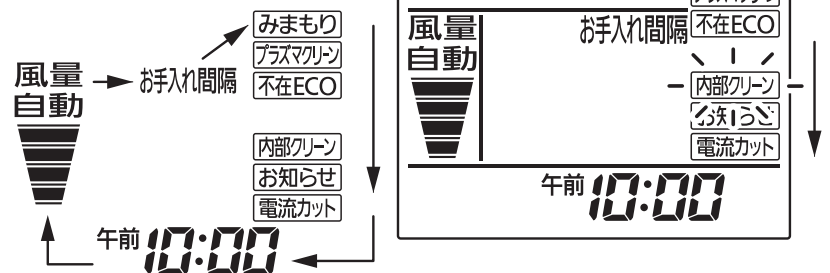 みまもり
プラズマクリーン
不在ECO
お手入れ間隔
風量
自動
内部クリーン
お知らせ
電流カット
午前10:00
風量
自動
お手入れ間隔
不在ECO
内部クリーン
お知らせ
電流カット
午前10:00